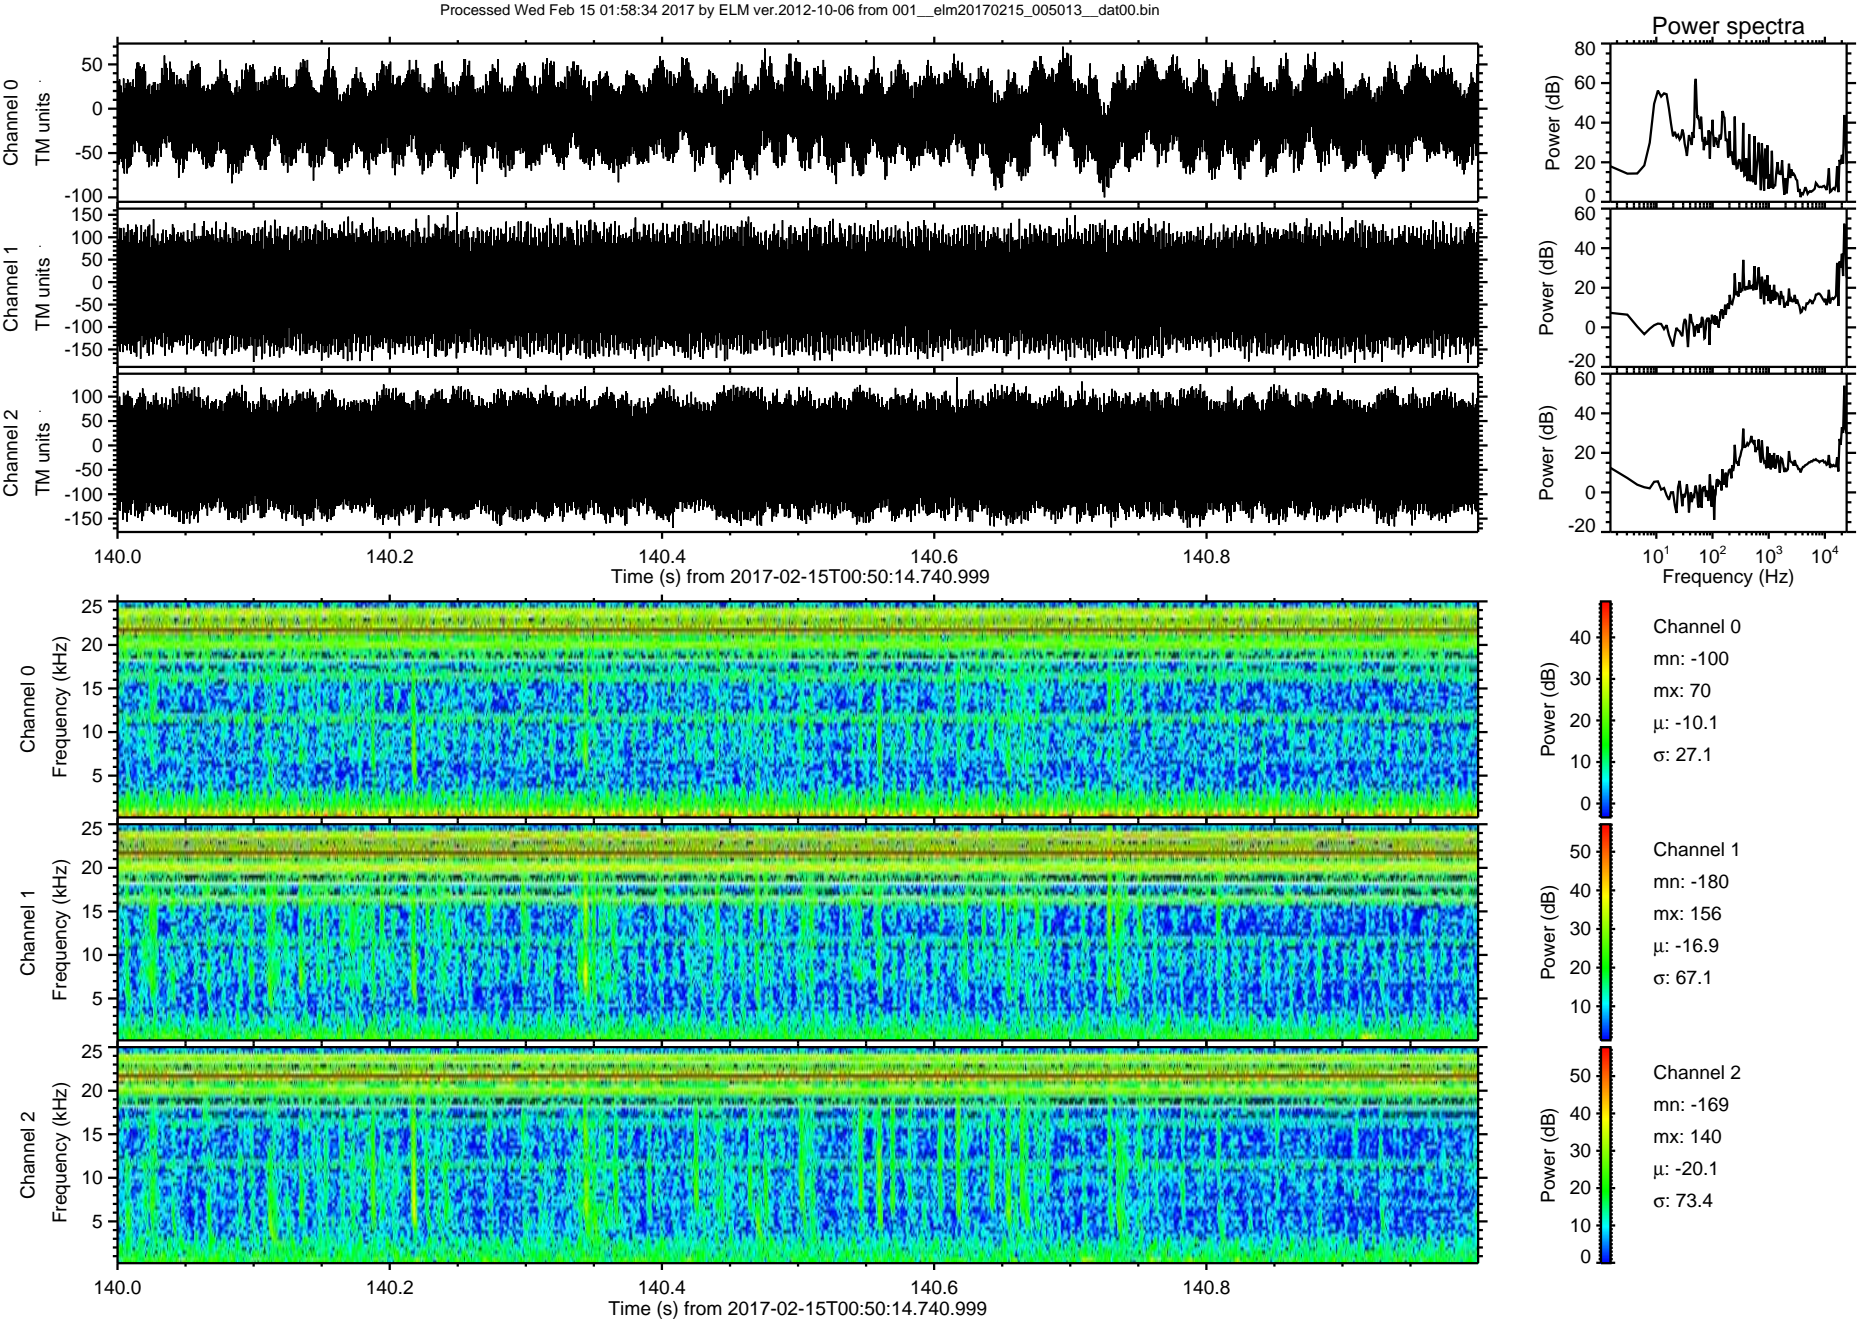 Processed Wed Feb 15 01:58:34 2017 by ELM ver.2012-10-06 from 001__elm20170215_005013__dat00.bin
Power spectra
Channel 0
TM units
50
0
-50
-100
Power (dB)
80
60
40
20
0
Channel 1
TM units
150
100
50
0
-50
-100
-150
Power (dB)
60
40
20
0
-20
Channel 2
TM units
100
50
0
-50
-100
-150
Power (dB)
60
40
20
0
-20
140.0 140.2 140.4 140.6 140.8
Time (s) from 2017-02-15T00:50:14.740.999
10¹ 10² 10³ 10⁴
Frequency (Hz)
Channel 0
Frequency (kHz)
25
20
15
10
5
Power (dB)
40
30
20
10
0
Channel 0
mn: -100
mx: 70
μ: -10.1
σ: 27.1
Channel 1
Frequency (kHz)
25
20
15
10
5
Power (dB)
50
40
30
20
10
Channel 1
mn: -180
mx: 156
μ: -16.9
σ: 67.1
Channel 2
Frequency (kHz)
25
20
15
10
5
Power (dB)
50
40
30
20
10
0
Channel 2
mn: -169
mx: 140
μ: -20.1
σ: 73.4
140.0 140.2 140.4 140.6 140.8
Time (s) from 2017-02-15T00:50:14.740.999